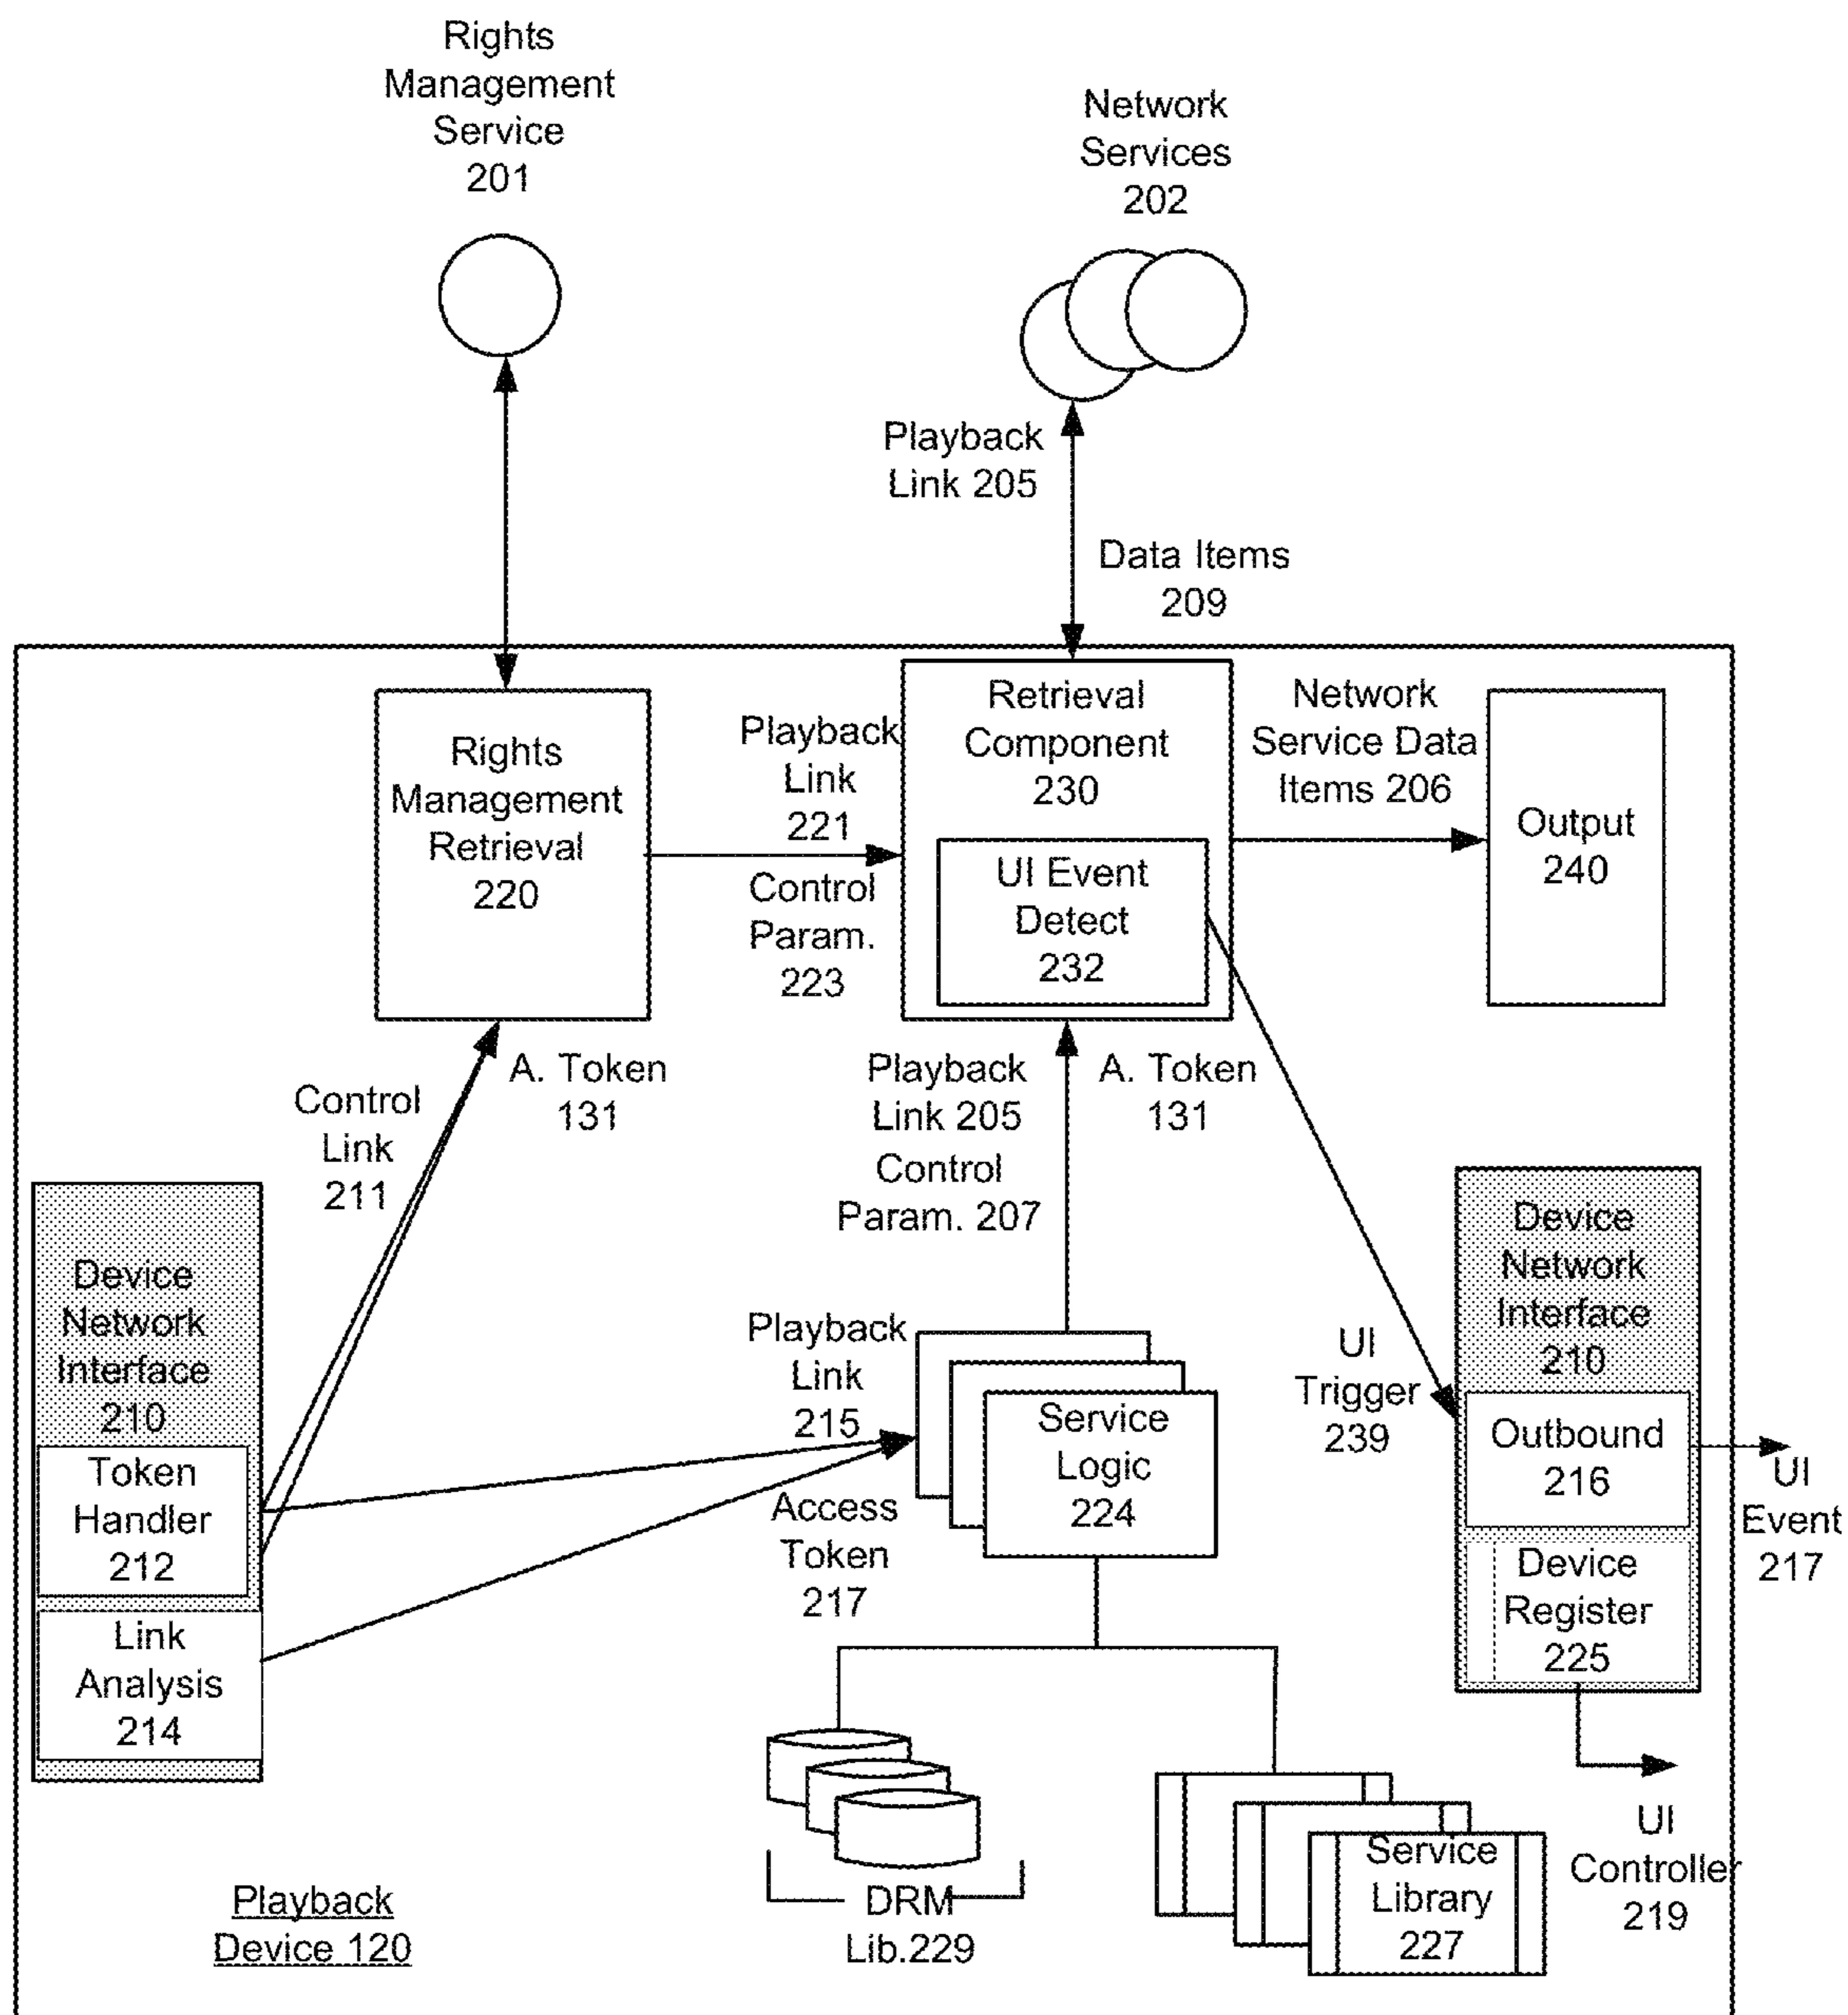 Rights
Management
Service
201
Network
Services
202
Playback
Link 205
Data Items
209
Rights
Management
Retrieval
220
Playback
Link
221
Control
Param.
223
Retrieval
Component
230
UI Event
Detect
232
Network
Service Data
Items 206
Output
240
Control
Link
211
A. Token
131
Playback
Link 205
Control
Param. 207
A. Token
131
Device
Network
Interface
210
Token
Handler
212
Link
Analysis
214
Playback
Link
215
Access
Token
217
Service
Logic
224
UI
Trigger
239
Device
Network
Interface
210
Outbound
216
Device
Register
225
UI
Event
217
UI
Controller
219
DRM
Lib.229
Service
Library
227
Playback
Device 120